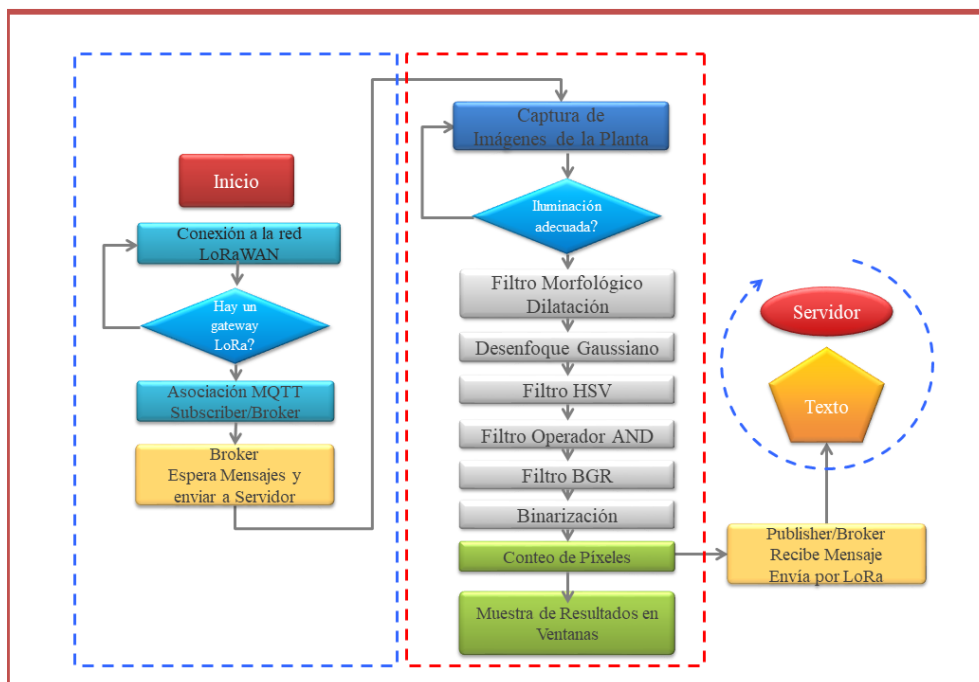 Inicio
Conexión a la red
LoRaWAN
Hay un
gateway
LoRa?
Asociación MQTT
Subscriber/Broker
Broker
Espera Mensajes y
enviar a Servidor
Captura de
Imágenes de la Planta
Iluminación
adecuada?
Filtro Morfológico
Dilatación
Desenfoque Gaussiano
Filtro HSV
Filtro Operador AND
Filtro BGR
Binarización
Conteo de Píxeles
Muestra de Resultados en
Ventanas
Servidor
Texto
Publisher/Broker
Recibe Mensaje
Envía por LoRa